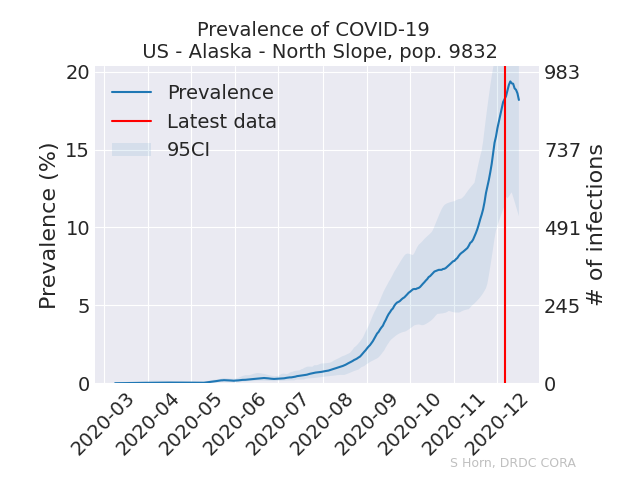 Prevalence of COVID-19
US - Alaska - North Slope, pop. 9832
Prevalence
Latest data
95CI
Prevalence (%)
20
15
10
5
0
983
737
491
245
0
# of infections
2020-03
2020-04
2020-05
2020-06
2020-07
2020-08
2020-09
2020-10
2020-11
2020-12
S Horn, DRDC CORA